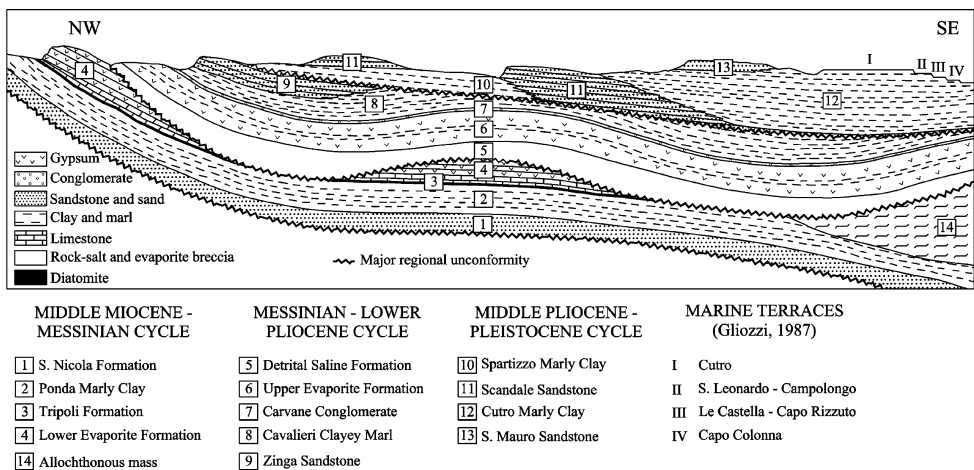 NW
SE
11
13
I
II
III
IV
4
9
10
11
12
8
7
6
5
4
3
2
1
14
Gypsum
Conglomerate
Sandstone and sand
Clay and marl
Limestone
Rock-salt and evaporite breccia
Diatomite
Major regional unconformity
MIDDLE MIOCENE -
MESSINIAN CYCLE
1 S. Nicola Formation
2 Ponda Marly Clay
3 Tripoli Formation
4 Lower Evaporite Formation
14 Allochthonous mass
MESSINIAN - LOWER
PLIOCENE CYCLE
5 Detrital Saline Formation
6 Upper Evaporite Formation
7 Carvane Conglomerate
8 Cavalieri Clayey Marl
9 Zinga Sandstone
MIDDLE PLIOCENE -
PLEISTOCENE CYCLE
10 Spartizzo Marly Clay
11 Scandale Sandstone
12 Cutro Marly Clay
13 S. Mauro Sandstone
MARINE TERRACES
(Gliozzi, 1987)
I Cutro
II S. Leonardo - Campolongo
III Le Castella - Capo Rizzuto
IV Capo Colonna